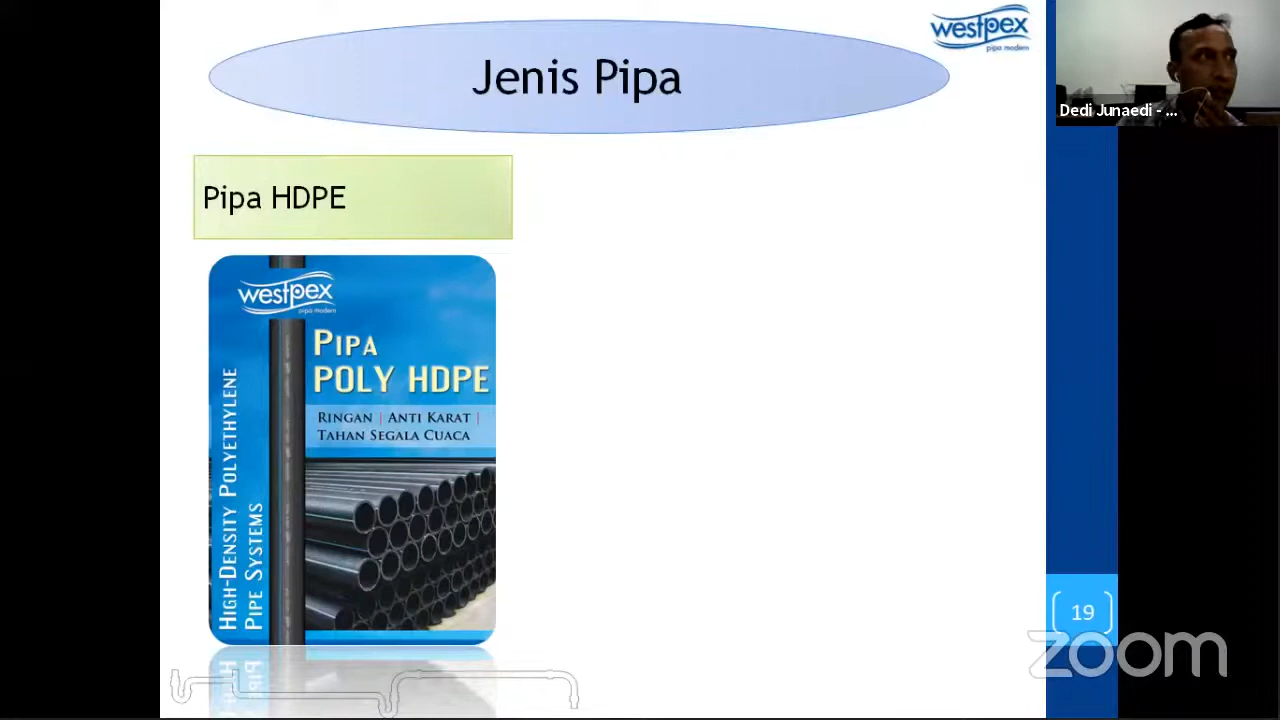 westpex
pipa modern
Jenis Pipa
Dedi Junaedi - ...
Pipa HDPE
westpex
pipa modern
PIPA
POLY HDPE
RINGAN | ANTI KARAT |
TAHAN SEGALA CUACA
HIGH-DENSITY POLYETHYLENE
PIPE SYSTEMS
19
zoom